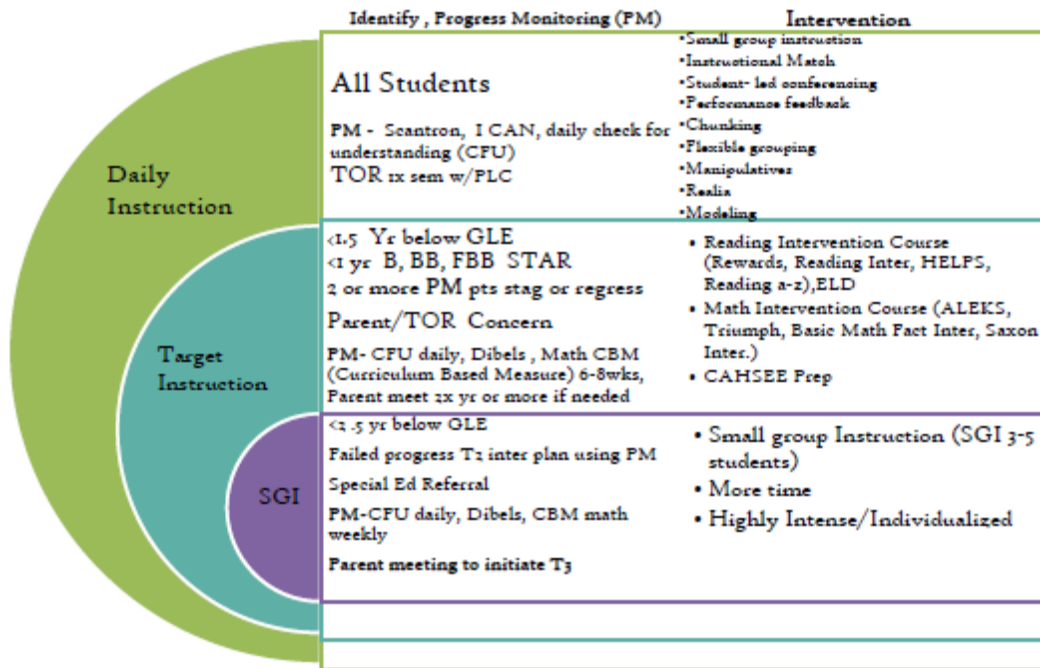 Identify , Progress Monitoring (PM)
Intervention
Daily
Instruction
All Students
PM - Scantron, I CAN, daily check for
understanding (CFU)
TOR 1x sem w/PLC
•Small group instruction
•Instructional Match
•Student- led conferencing
•Performance feedback
•Chunking
•Flexible grouping
•Manipulatives
•Realia
•Modeling
Target
Instruction
<1.5 Yr below GLE
<1 yr B, BB, FBB STAR
2 or more PM pts stag or regress
Parent/TOR Concern
PM- CFU daily, Dibels , Math CBM
(Curriculum Based Measure) 6-8wks,
Parent meet 2x yr or more if needed
• Reading Intervention Course
(Rewards, Reading Inter, HELPS,
Reading a-z),ELD
• Math Intervention Course (ALEKS,
Triumph, Basic Math Fact Inter, Saxon
Inter.)
• CAHSEE Prep
SGI
<2 .5 yr below GLE
Failed progress T2 inter plan using PM
Special Ed Referral
PM-CFU daily, Dibels, CBM math
weekly
Parent meeting to initiate T3
• Small group Instruction (SGI 3-5
students)
• More time
• Highly Intense/Individualized